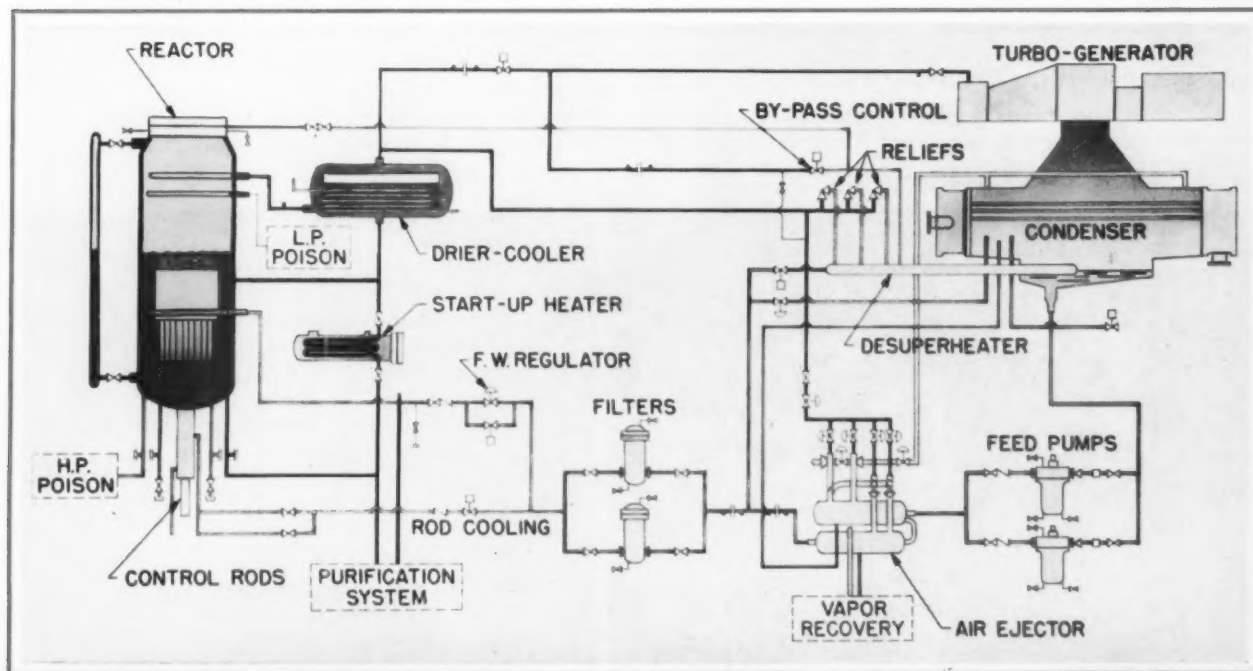 REACTOR
TURBO-GENERATOR
BY-PASS CONTROL
RELIEFS
L.P.
POISON
DRIER-COOLER
CONDENSER
START-UP HEATER
DESUPERHEATER
F.W. REGULATOR
FILTERS
FEED PUMPS
H.P.
POISON
ROD COOLING
CONTROL RODS
PURIFICATION
SYSTEM
VAPOR
RECOVERY
AIR EJECTOR